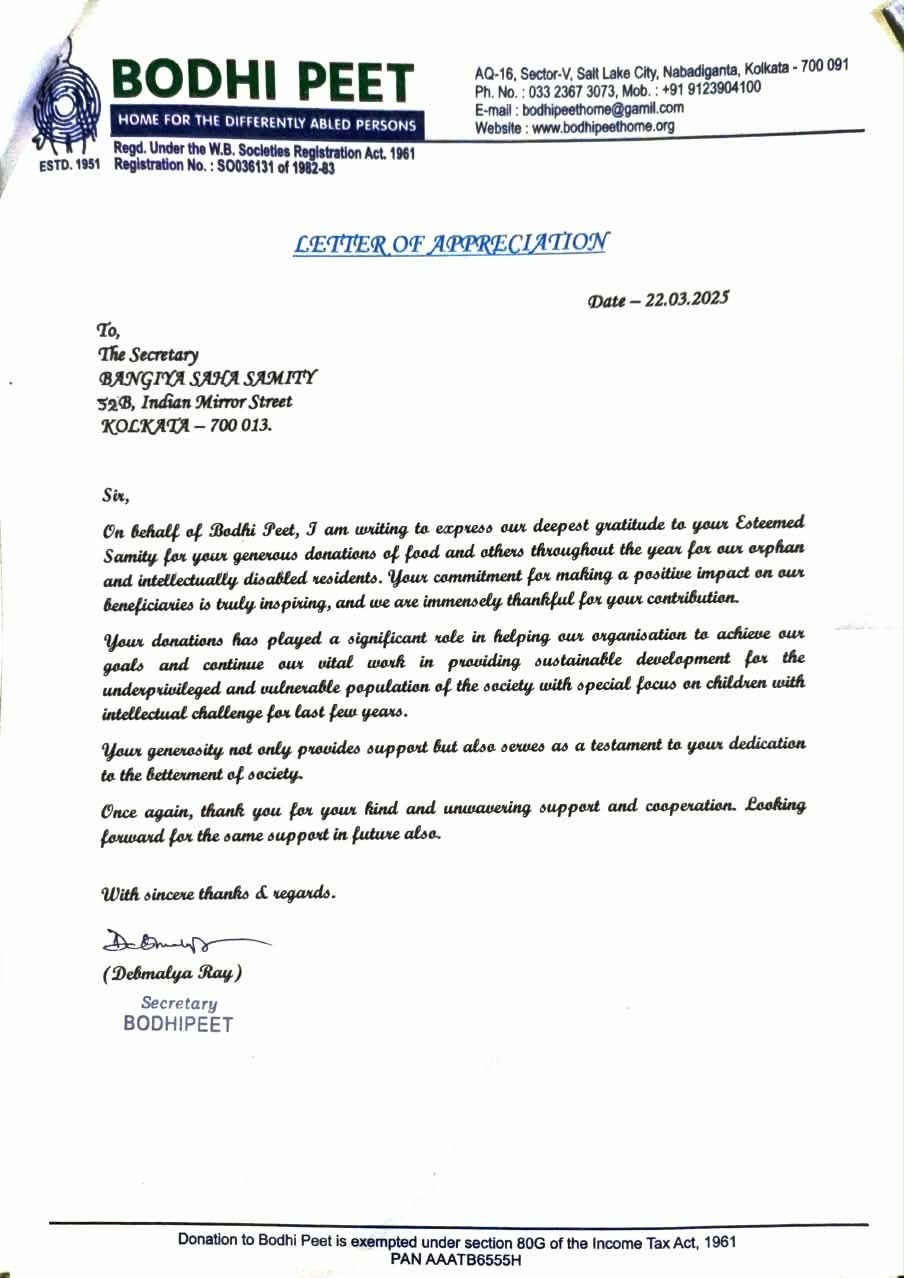 BODHI PEET
HOME FOR THE DIFFERENTLY ABLED PERSONS
ESTD. 1951
Regd. Under the W.B. Societies Registration Act. 1961
Registration No. : SO036131 of 1982-83
AQ-16, Sector-V, Salt Lake City, Nabadiganta, Kolkata - 700 091
Ph. No. : 033 2367 3073, Mob. : +91 9123904100
E-mail : bodhipeethome@gamil.com
Website : www.bodhipeethome.org
LETTER OF APPRECIATION
Date – 22.03.2025
To,
The Secretary
BANGIYA SAHA SAMITY
52B, Indian Mirror Street
KOLKATA – 700 013.
Sir,
On behalf of Bodhi Peet, I am writing to express our deepest gratitude to your Esteemed
Samity for your generous donations of food and others throughout the year for our orphan
and intellectually disabled residents. Your commitment for making a positive impact on our
beneficiaries is truly inspiring, and we are immensely thankful for your contribution.
Your donations has played a significant role in helping our organisation to achieve our
goals and continue our vital work in providing sustainable development for the
underprivileged and vulnerable population of the society with special focus on children with
intellectual challenge for last few years.
Your generosity not only provides support but also serves as a testament to your dedication
to the betterment of society.
Once again, thank you for your kind and unwavering support and cooperation. Looking
forward for the same support in future also.
With sincere thanks & regards.
(Debmalya Ray)
Secretary
BODHIPEET
Donation to Bodhi Peet is exempted under section 80G of the Income Tax Act, 1961
PAN AAATB6555H